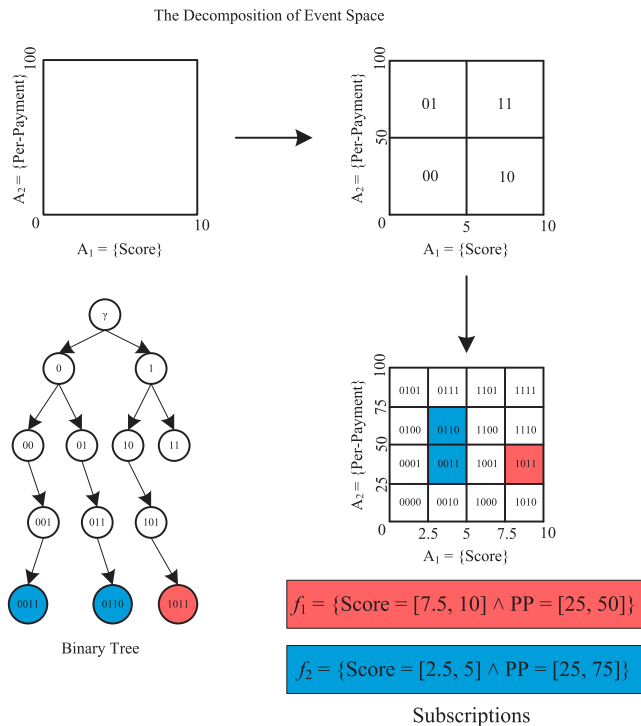 The Decomposition of Event Space
100
A₂ = {Per-Payment}
0
10
A₁ = {Score}
100
A₂ = {Per-Payment}
50
01
11
00
10
0
5
10
A₁ = {Score}
γ
0
1
00
01
10
11
001
011
101
0011
0110
1011
Binary Tree
100
A₂ = {Per-Payment}
75
50
25
0101 0111 1101 1111
0100 0110 1100 1110
0001 0011 1001 1011
0000 0010 1000 1010
0
2.5 5 7.5 10
A₁ = {Score}
f₁ = {Score = [7.5, 10] ∧ PP = [25, 50]}
f₂ = {Score = [2.5, 5] ∧ PP = [25, 75]}
Subscriptions